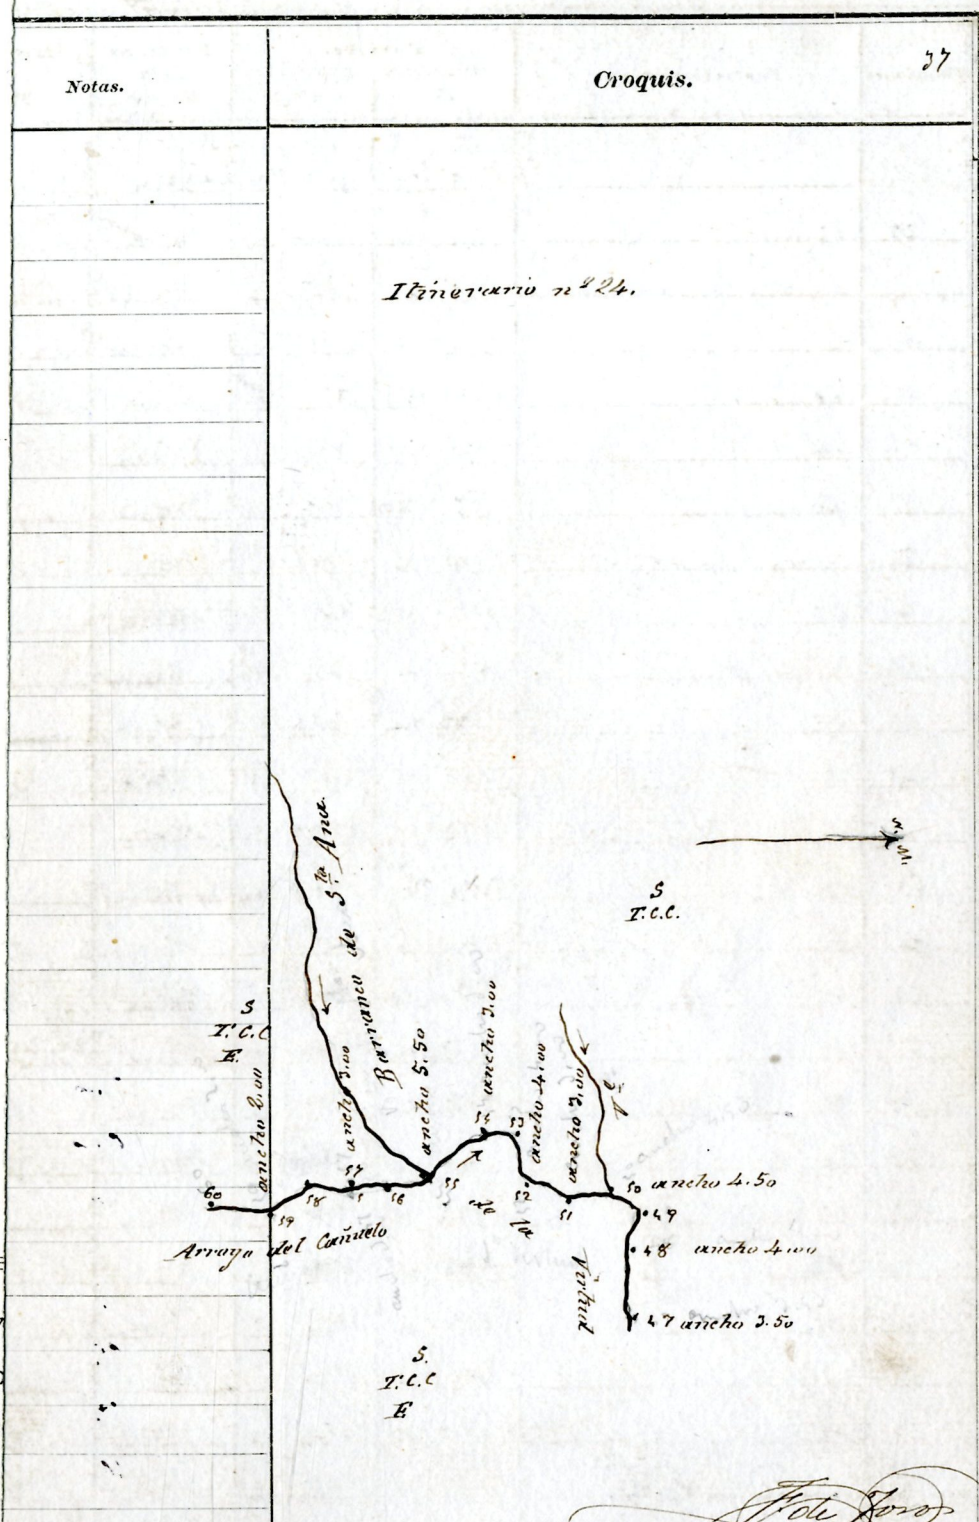 37
Notas.
Croquis.
Itinerario nº 24.
N. M.
S
T.C.C.
Barranco de S.ta Ana.
S
T.C.C
E.
ancho 2.00
ancho 3.00
ancho 5.50
ancho 3.00
ancho 4.00
ancho 3.00
60
59
58
57
56
55
54
53
52
51
50 ancho 4.50
49
48 ancho 4.00
47 ancho 3.50
Arroyo del Cañuelo
Virtud
S.
T.C.C
E